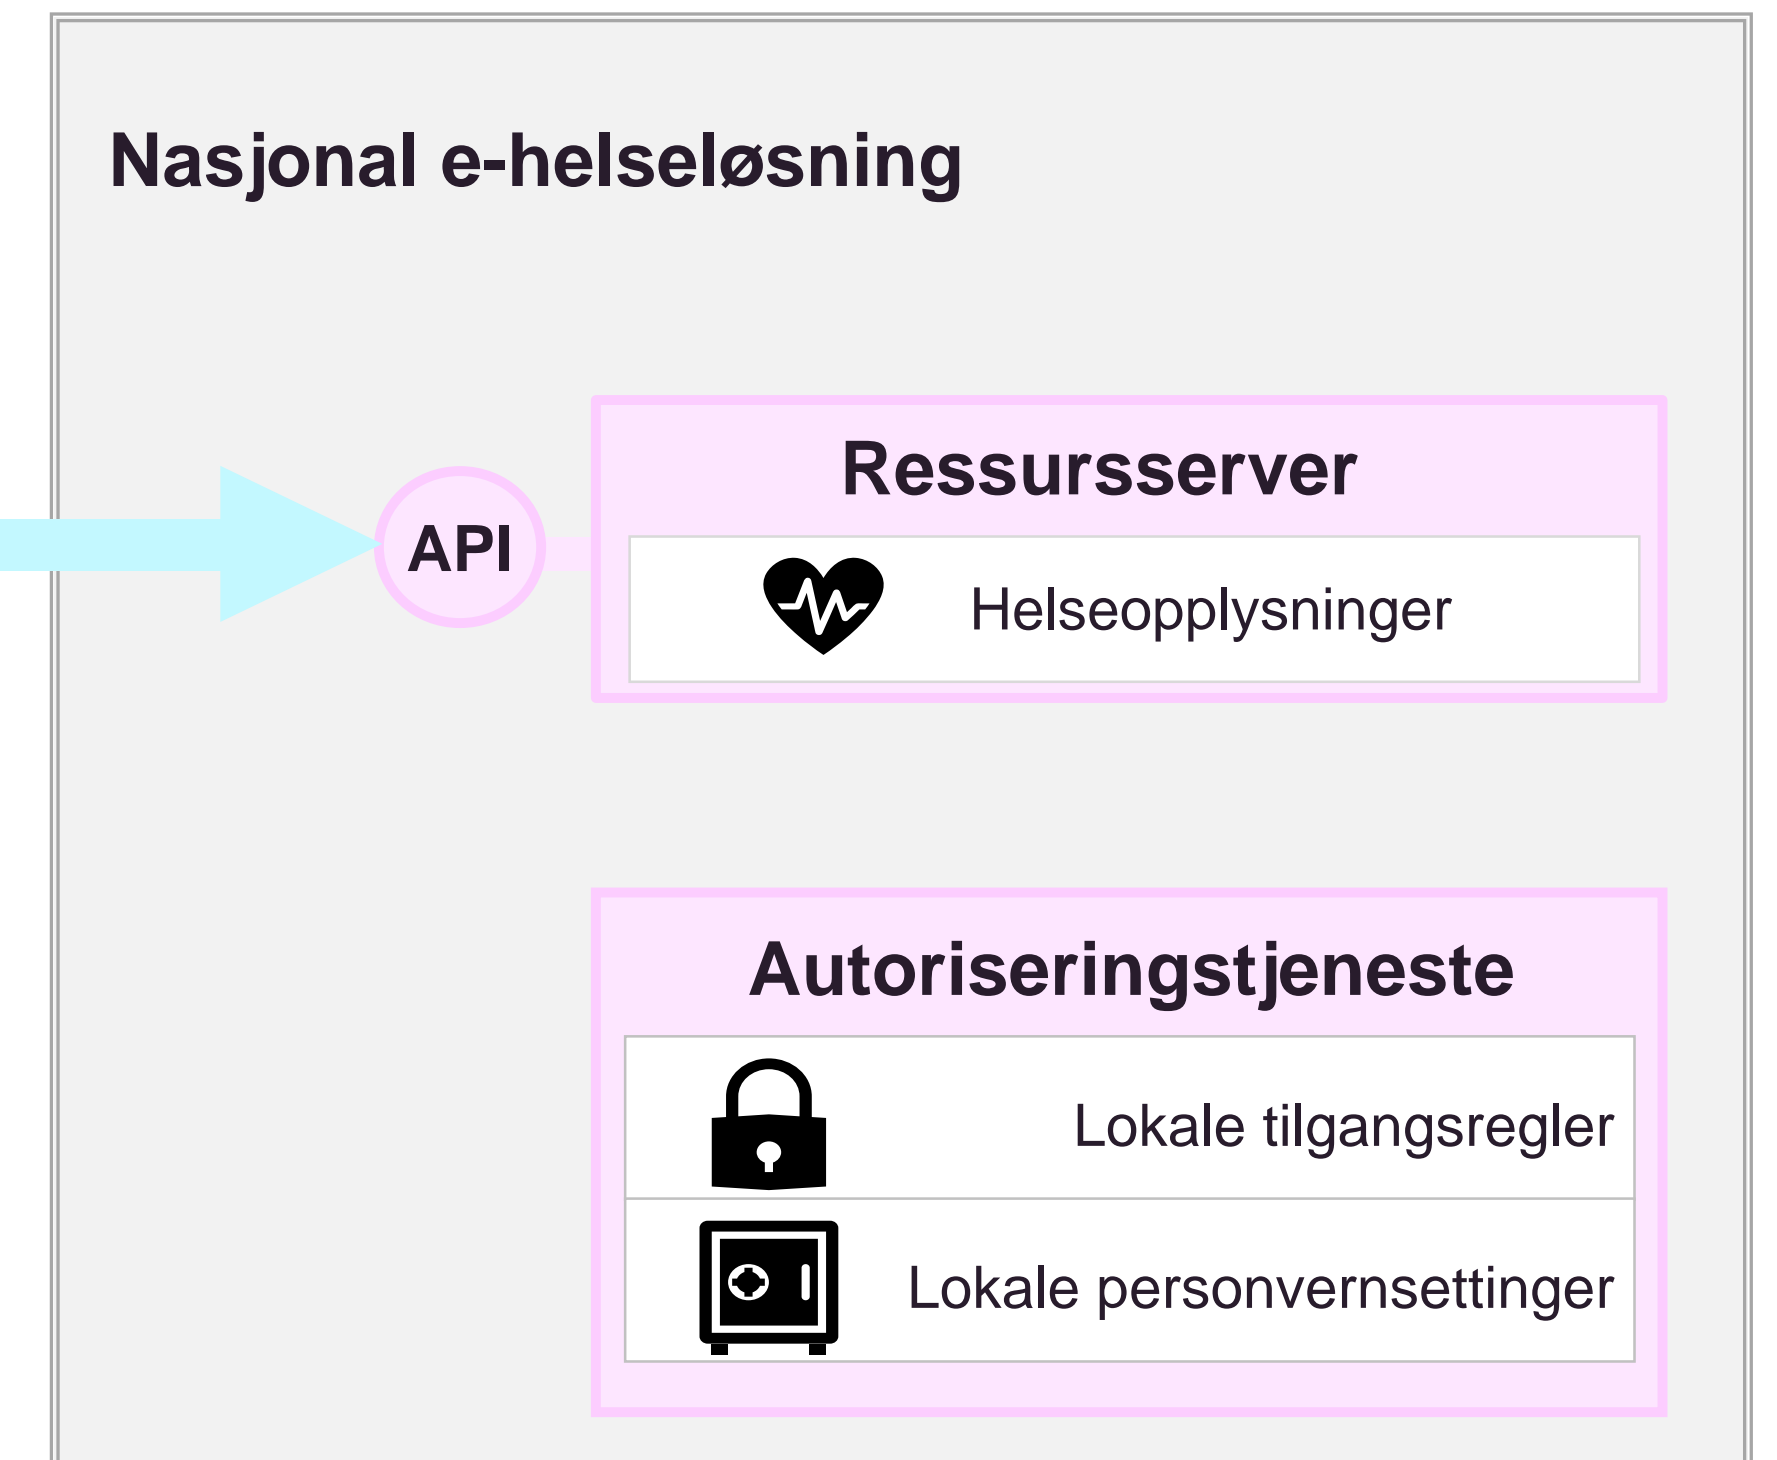 Nasjonal e-helseløsning
Ressursserver
API
Helseopplysninger
Autoriseringstjeneste
Lokale tilgangsregler
Lokale personvernsettinger